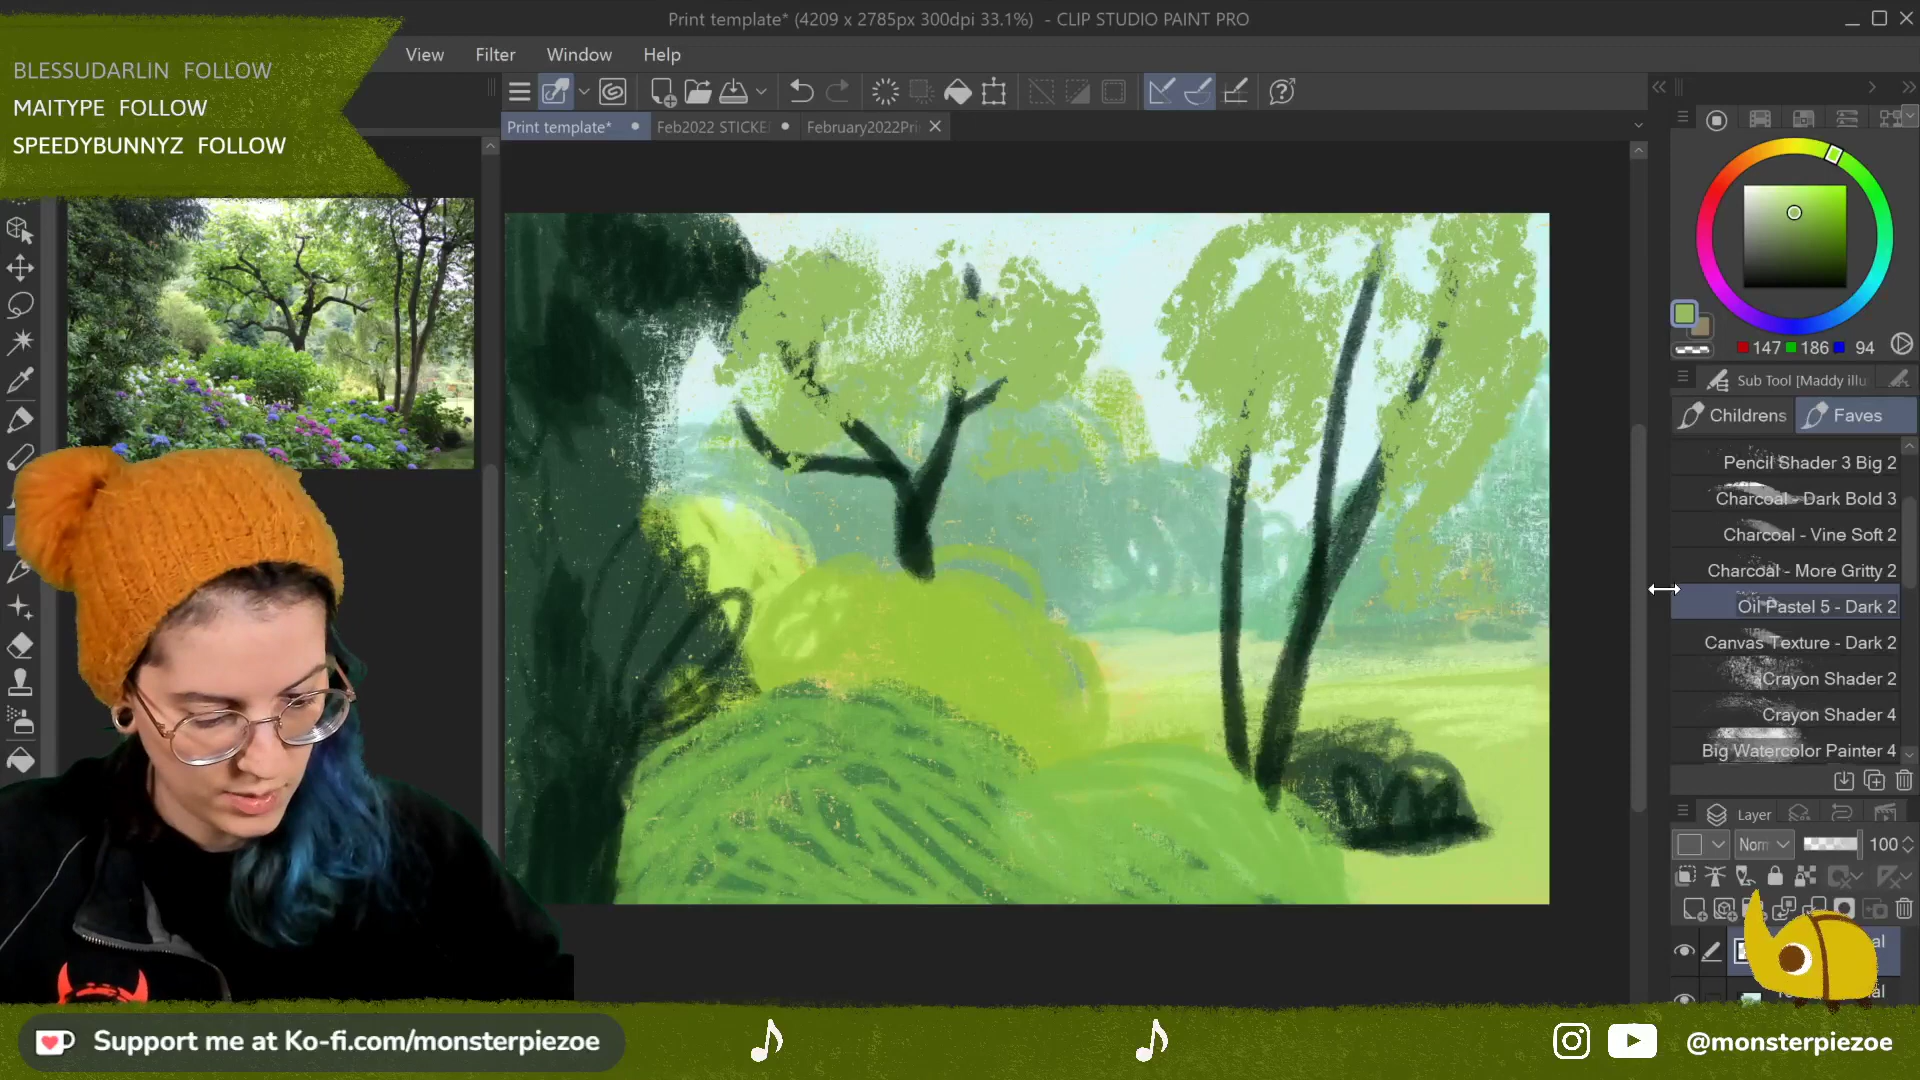 Print template* (4209 x 2785px 300dpi 33.1%) - CLIP STUDIO PAINT PRO
BLESSUDARLIN FOLLOW
MAITYPE FOLLOW
SPEEDYBUNNYZ FOLLOW
View Filter Window Help
Print template* Feb2022 STICKE February2022Pri
147 186 94
Sub Tool [Maddy illu
Childrens Faves
Pencil Shader 3 Big 2
Charcoal - Dark Bold 3
Charcoal - Vine Soft 2
Charcoal - More Gritty 2
Oil Pastel 5 - Dark 2
Canvas Texture - Dark 2
Crayon Shader 2
Crayon Shader 4
Big Watercolor Painter 4
Layer
Norn 100
al
al
Support me at Ko-fi.com/monsterpiezoe
@monsterpiezoe